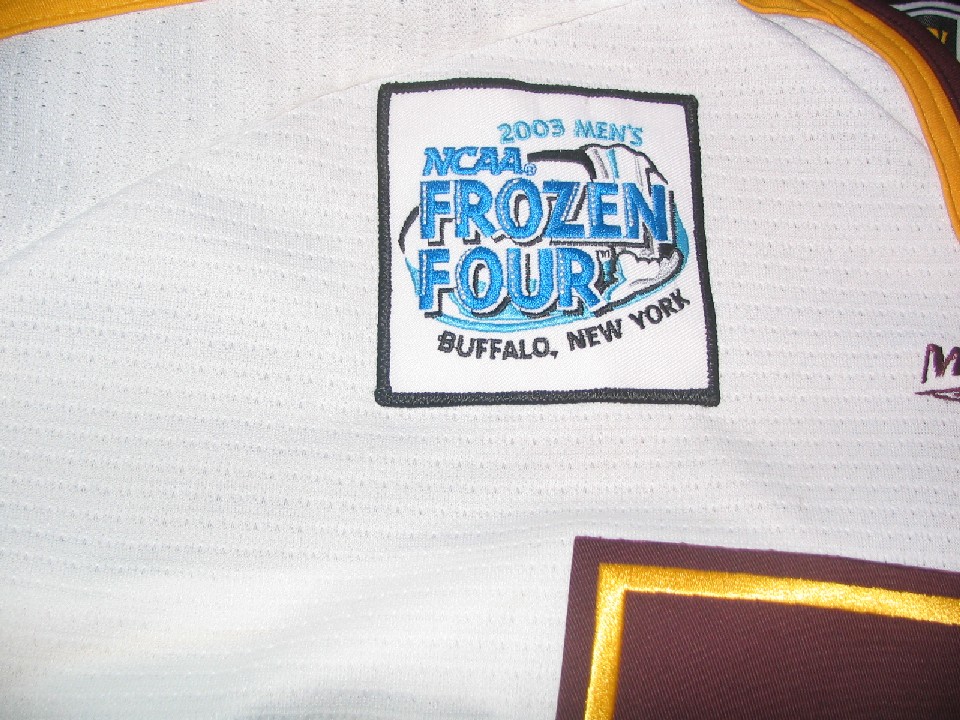 2003 MEN'S
NCAA®
FROZEN
FOUR™
BUFFALO, NEW YORK